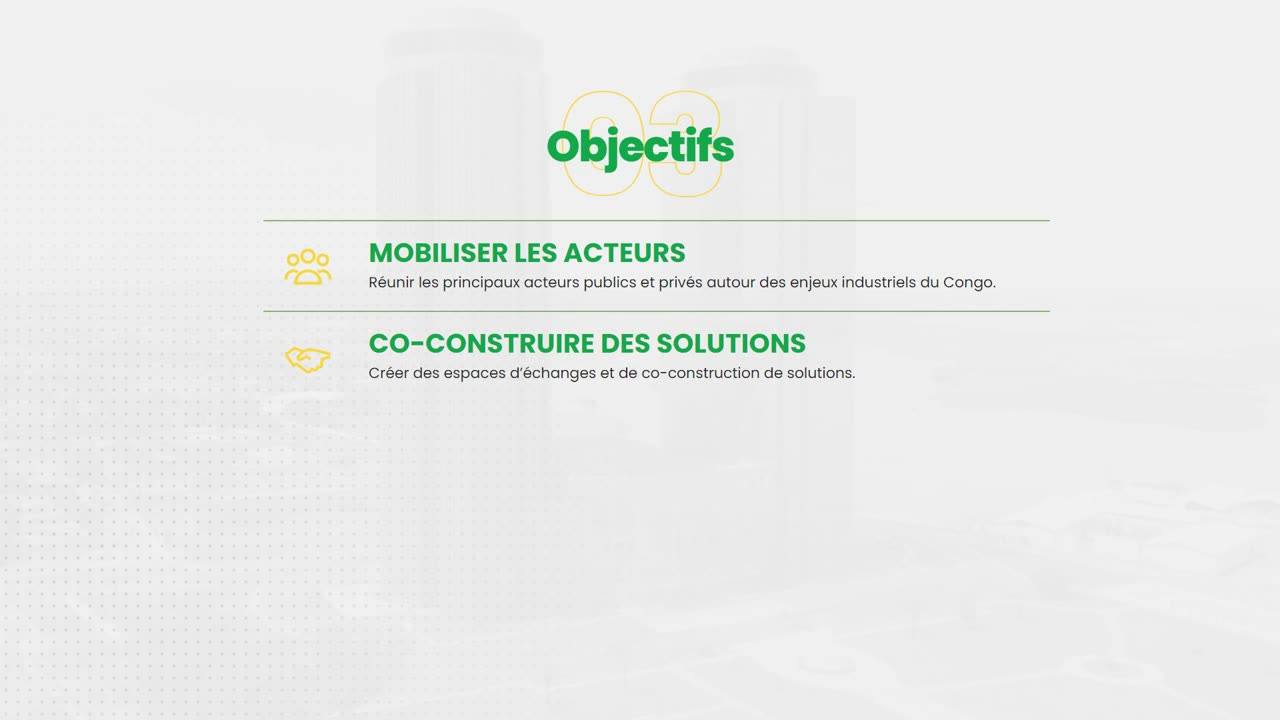 03
Objectifs
MOBILISER LES ACTEURS
Réunir les principaux acteurs publics et privés autour des enjeux industriels du Congo.
CO-CONSTRUIRE DES SOLUTIONS
Créer des espaces d’échanges et de co-construction de solutions.